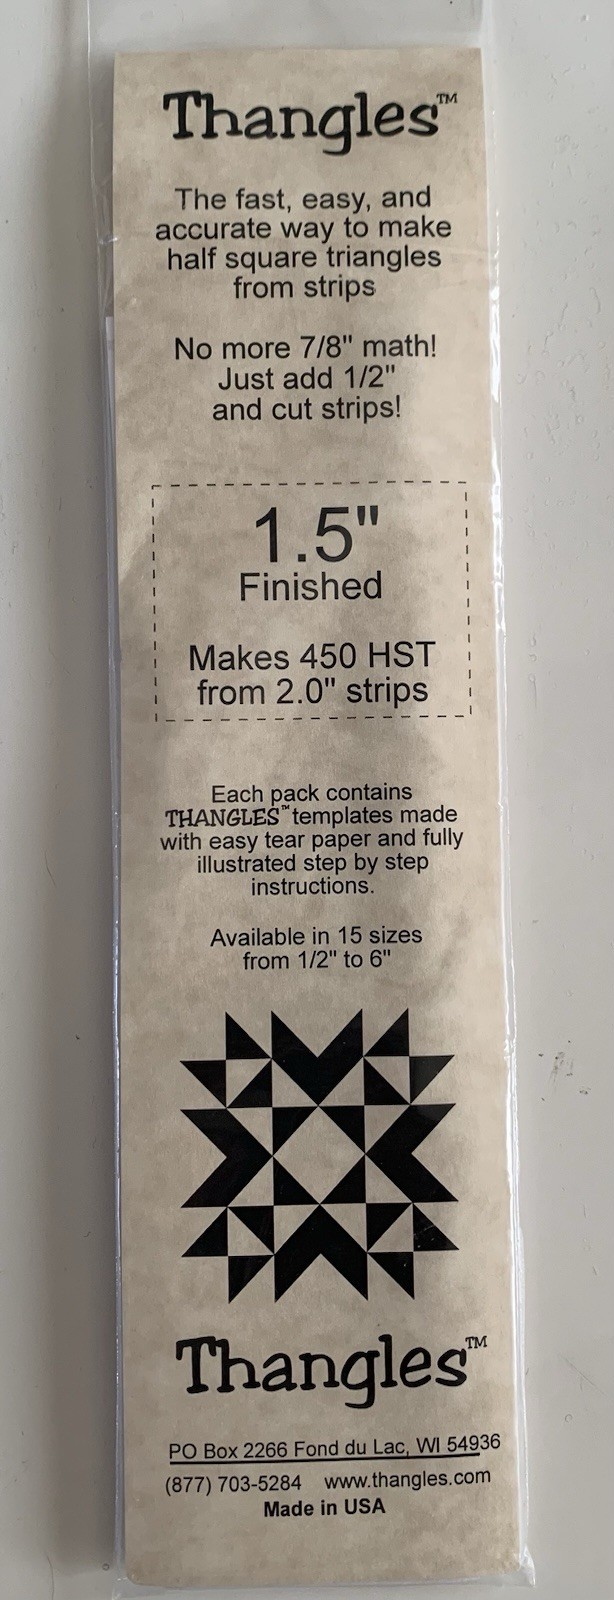 Thangles™
The fast, easy, and
accurate way to make
half square triangles
from strips
No more 7/8" math!
Just add 1/2"
and cut strips!
1.5"
Finished
Makes 450 HST
from 2.0" strips
Each pack contains
THANGLES™ templates made
with easy tear paper and fully
illustrated step by step
instructions.
Available in 15 sizes
from 1/2" to 6"
Thangles™
PO Box 2266 Fond du Lac, WI 54936
(877) 703-5284 www.thangles.com
Made in USA